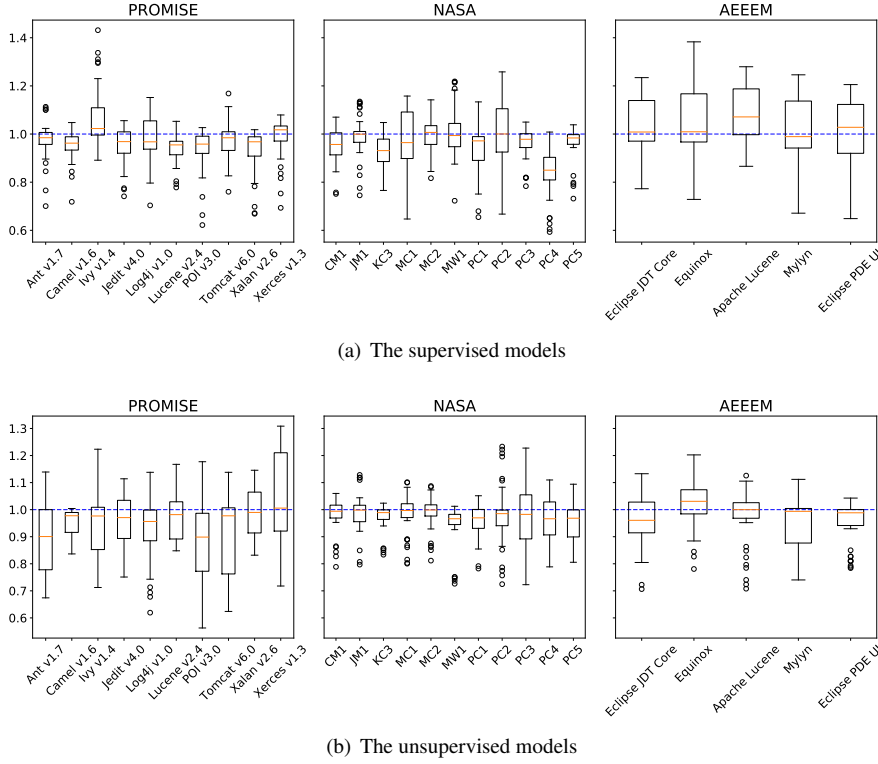 PROMISE NASA AEEEM
1.4
1.2
1.0
0.8
0.6
Ant v1.7
Camel v1.6
Ivy v1.4
Jedit v4.0
Log4j v1.0
Lucene v2.4
POI v3.0
Tomcat v6.0
Xalan v2.6
Xerces v1.3
CM1
JM1
KC3
MC1
MC2
MW1
PC1
PC2
PC3
PC4
PC5
Eclipse JDT Core
Equinox
Apache Lucene
Mylyn
Eclipse PDE U
(a) The supervised models
PROMISE NASA AEEEM
1.3
1.2
1.1
1.0
0.9
0.8
0.7
0.6
Ant v1.7
Camel v1.6
Ivy v1.4
Jedit v4.0
Log4j v1.0
Lucene v2.4
POI v3.0
Tomcat v6.0
Xalan v2.6
Xerces v1.3
CM1
JM1
KC3
MC1
MC2
MW1
PC1
PC2
PC3
PC4
PC5
Eclipse JDT Core
Equinox
Apache Lucene
Mylyn
Eclipse PDE U
(b) The unsupervised models